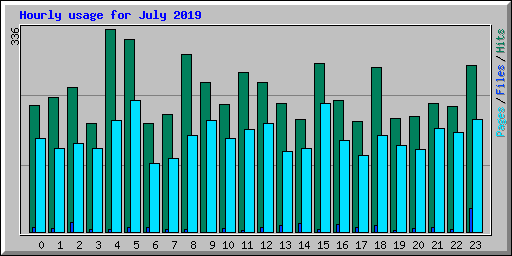 Hourly usage for July 2019
336
Pages/Files/Hits
0 1 2 3 4 5 6 7 8 9 10 11 12 13 14 15 16 17 18 19 20 21 22 23